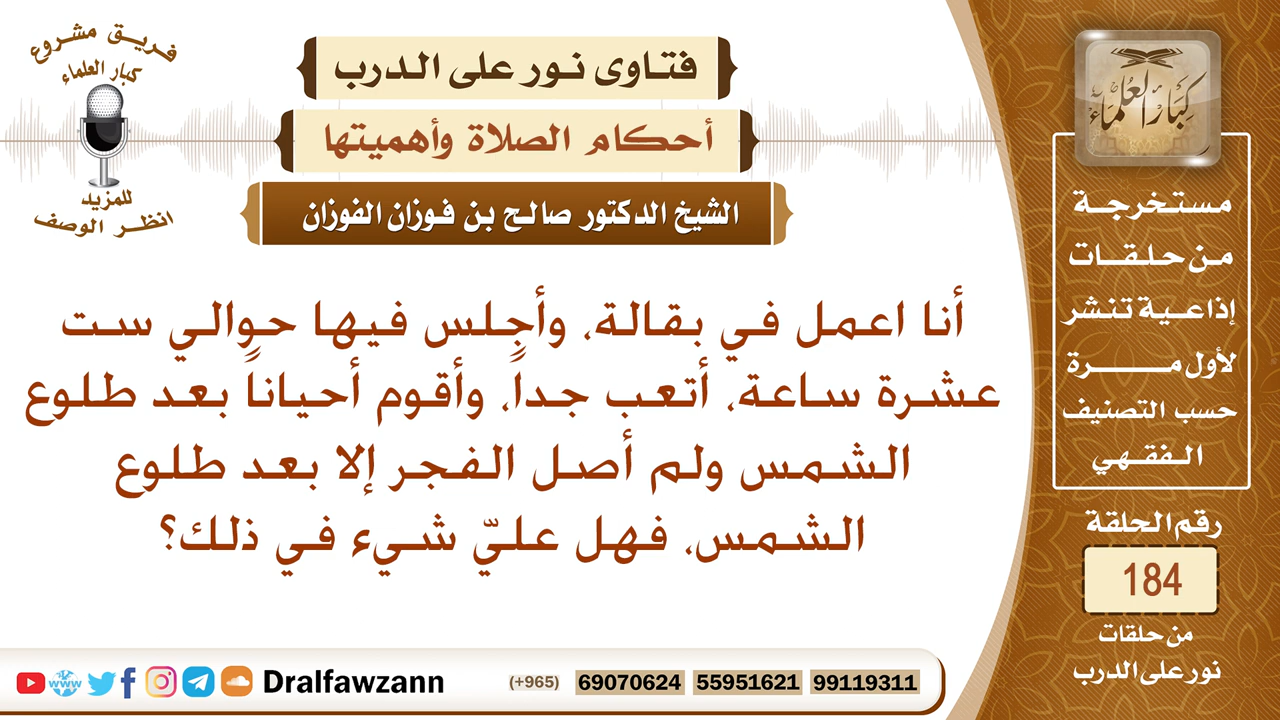 فريق مشروع
كبار العلماء
للمزيد
انظر الوصف
فتاوى نور على الدرب
أحكام الصلاة وأهميتها
الشيخ الدكتور صالح بن فوزان الفوزان
أنا اعمل في بقالة، وأجلس فيها حوالي ست
عشرة ساعة، أتعب جداً، وأقوم أحياناً بعد طلوع
الشمس ولم أصل الفجر إلا بعد طلوع
الشمس، فهل عليّ شيء في ذلك؟
كبار العلماء
مستخرجة
من حلقات
إذاعية تنشر
لأول مرة
حسب التصنيف
الفقهي
رقم الحلقة
184
من حلقات
نور على الدرب
www
Dralfawzann
(+965) 69070624 55951621 99119311